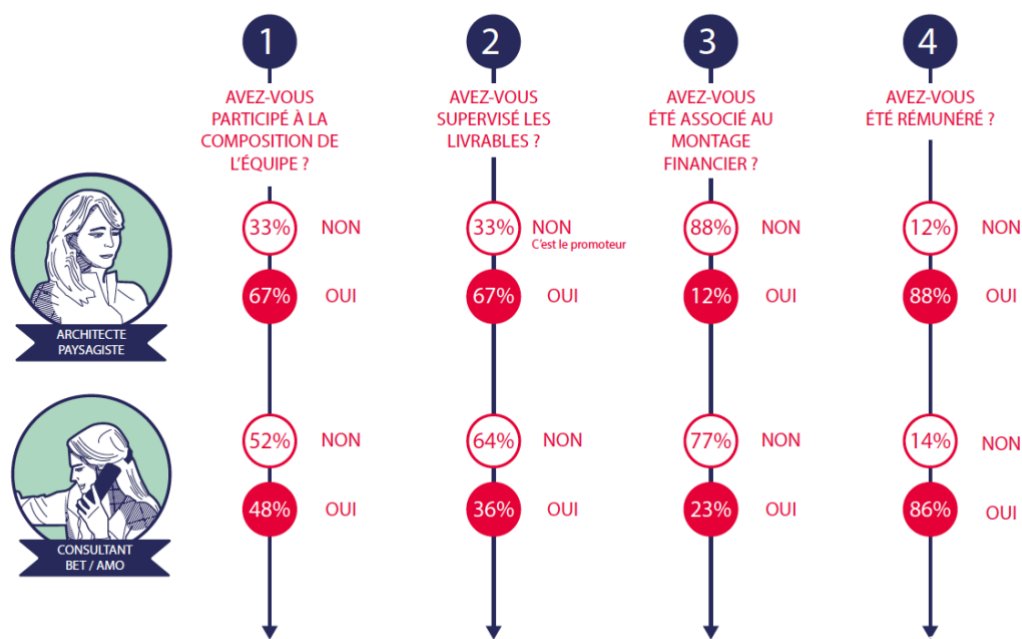 1
2
3
4
AVEZ-VOUS
PARTICIPÉ À LA
COMPOSITION DE
L'ÉQUIPE ?
AVEZ-VOUS
SUPERVISÉ LES
LIVRABLES ?
AVEZ-VOUS
ÉTÉ ASSOCIÉ AU
MONTAGE
FINANCIER ?
AVEZ-VOUS
ÉTÉ RÉMUNÉRÉ ?
33% NON
33% NON
C'est le promoteur
88% NON
12% NON
67% OUI
67% OUI
12% OUI
88% OUI
ARCHITECTE
PAYSAGISTE
52% NON
64% NON
77% NON
14% NON
48% OUI
36% OUI
23% OUI
86% OUI
CONSULTANT
BET / AMO